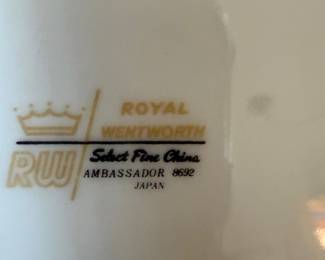 ROYAL
WENTWORTH
RW
Select Fine China
AMBASSADOR 8692
JAPAN